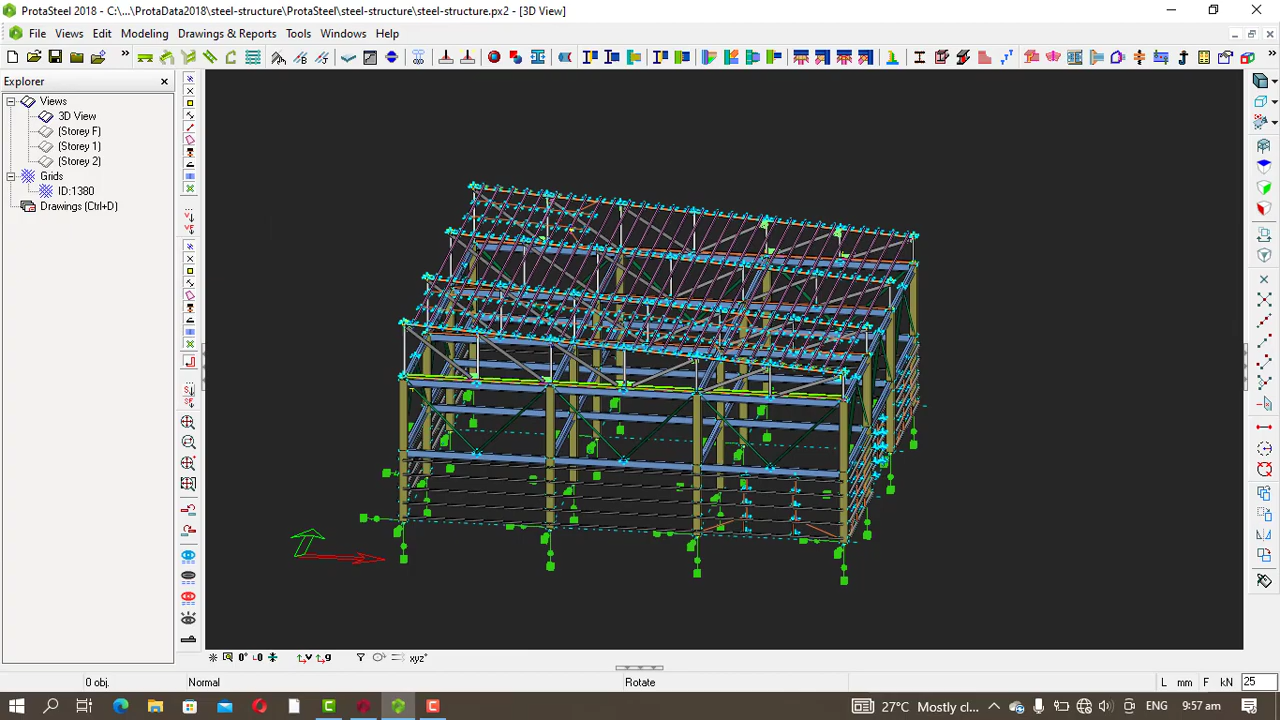 ProtaSteel 2018 - C:\...\ProtaData2018\steel-structure\ProtaSteel\steel-structure\steel-structure.px2 - [3D View]
File Views Edit Modeling Drawings & Reports Tools Windows Help
Explorer
Views
3D View
(Storey F)
(Storey 1)
(Storey 2)
Grids
ID:1380
Drawings (Ctrl+D)
0 obj. Normal Rotate L mm F kN 25
27°C Mostly cl... 9:57 am